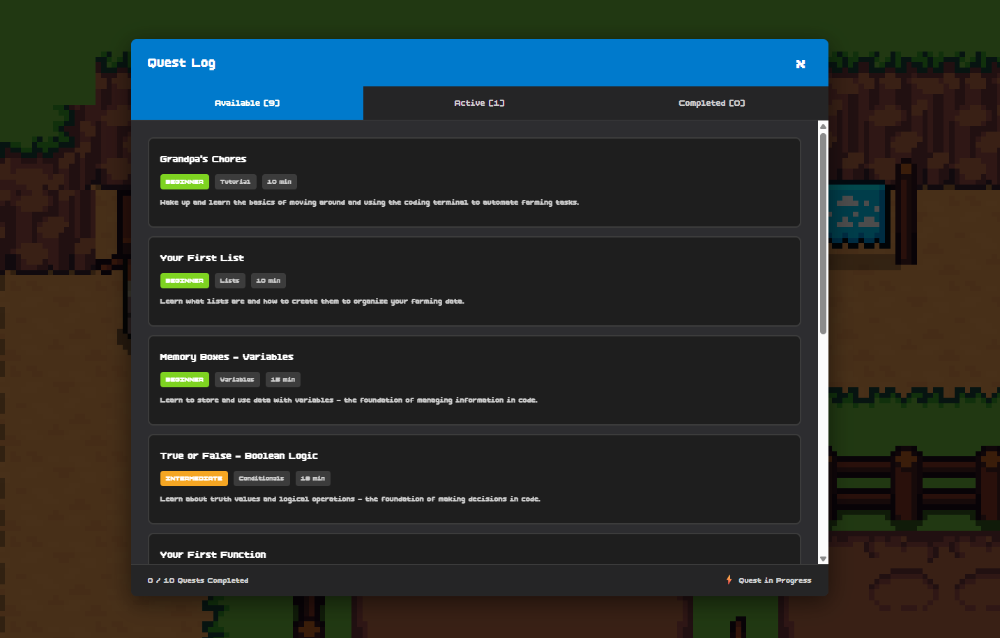 Quest Log
x
Available (9)
Active (1)
Completed (0)
Grandpa's Chores
BEGINNER
Tutorial
10 min
Wake up and learn the basics of moving around and using the coding terminal to automate farming tasks.
Your First List
BEGINNER
Lists
10 min
Learn what lists are and how to create them to organize your farming data.
Memory Boxes - Variables
BEGINNER
Variables
15 min
Learn to store and use data with variables - the foundation of managing information in code.
True or False - Boolean Logic
INTERMEDIATE
Conditionals
Learn about truth values and logical operations - the foundation of making decisions in code.
Your First Function
0 / 10 Quests Completed
Quest in Progress